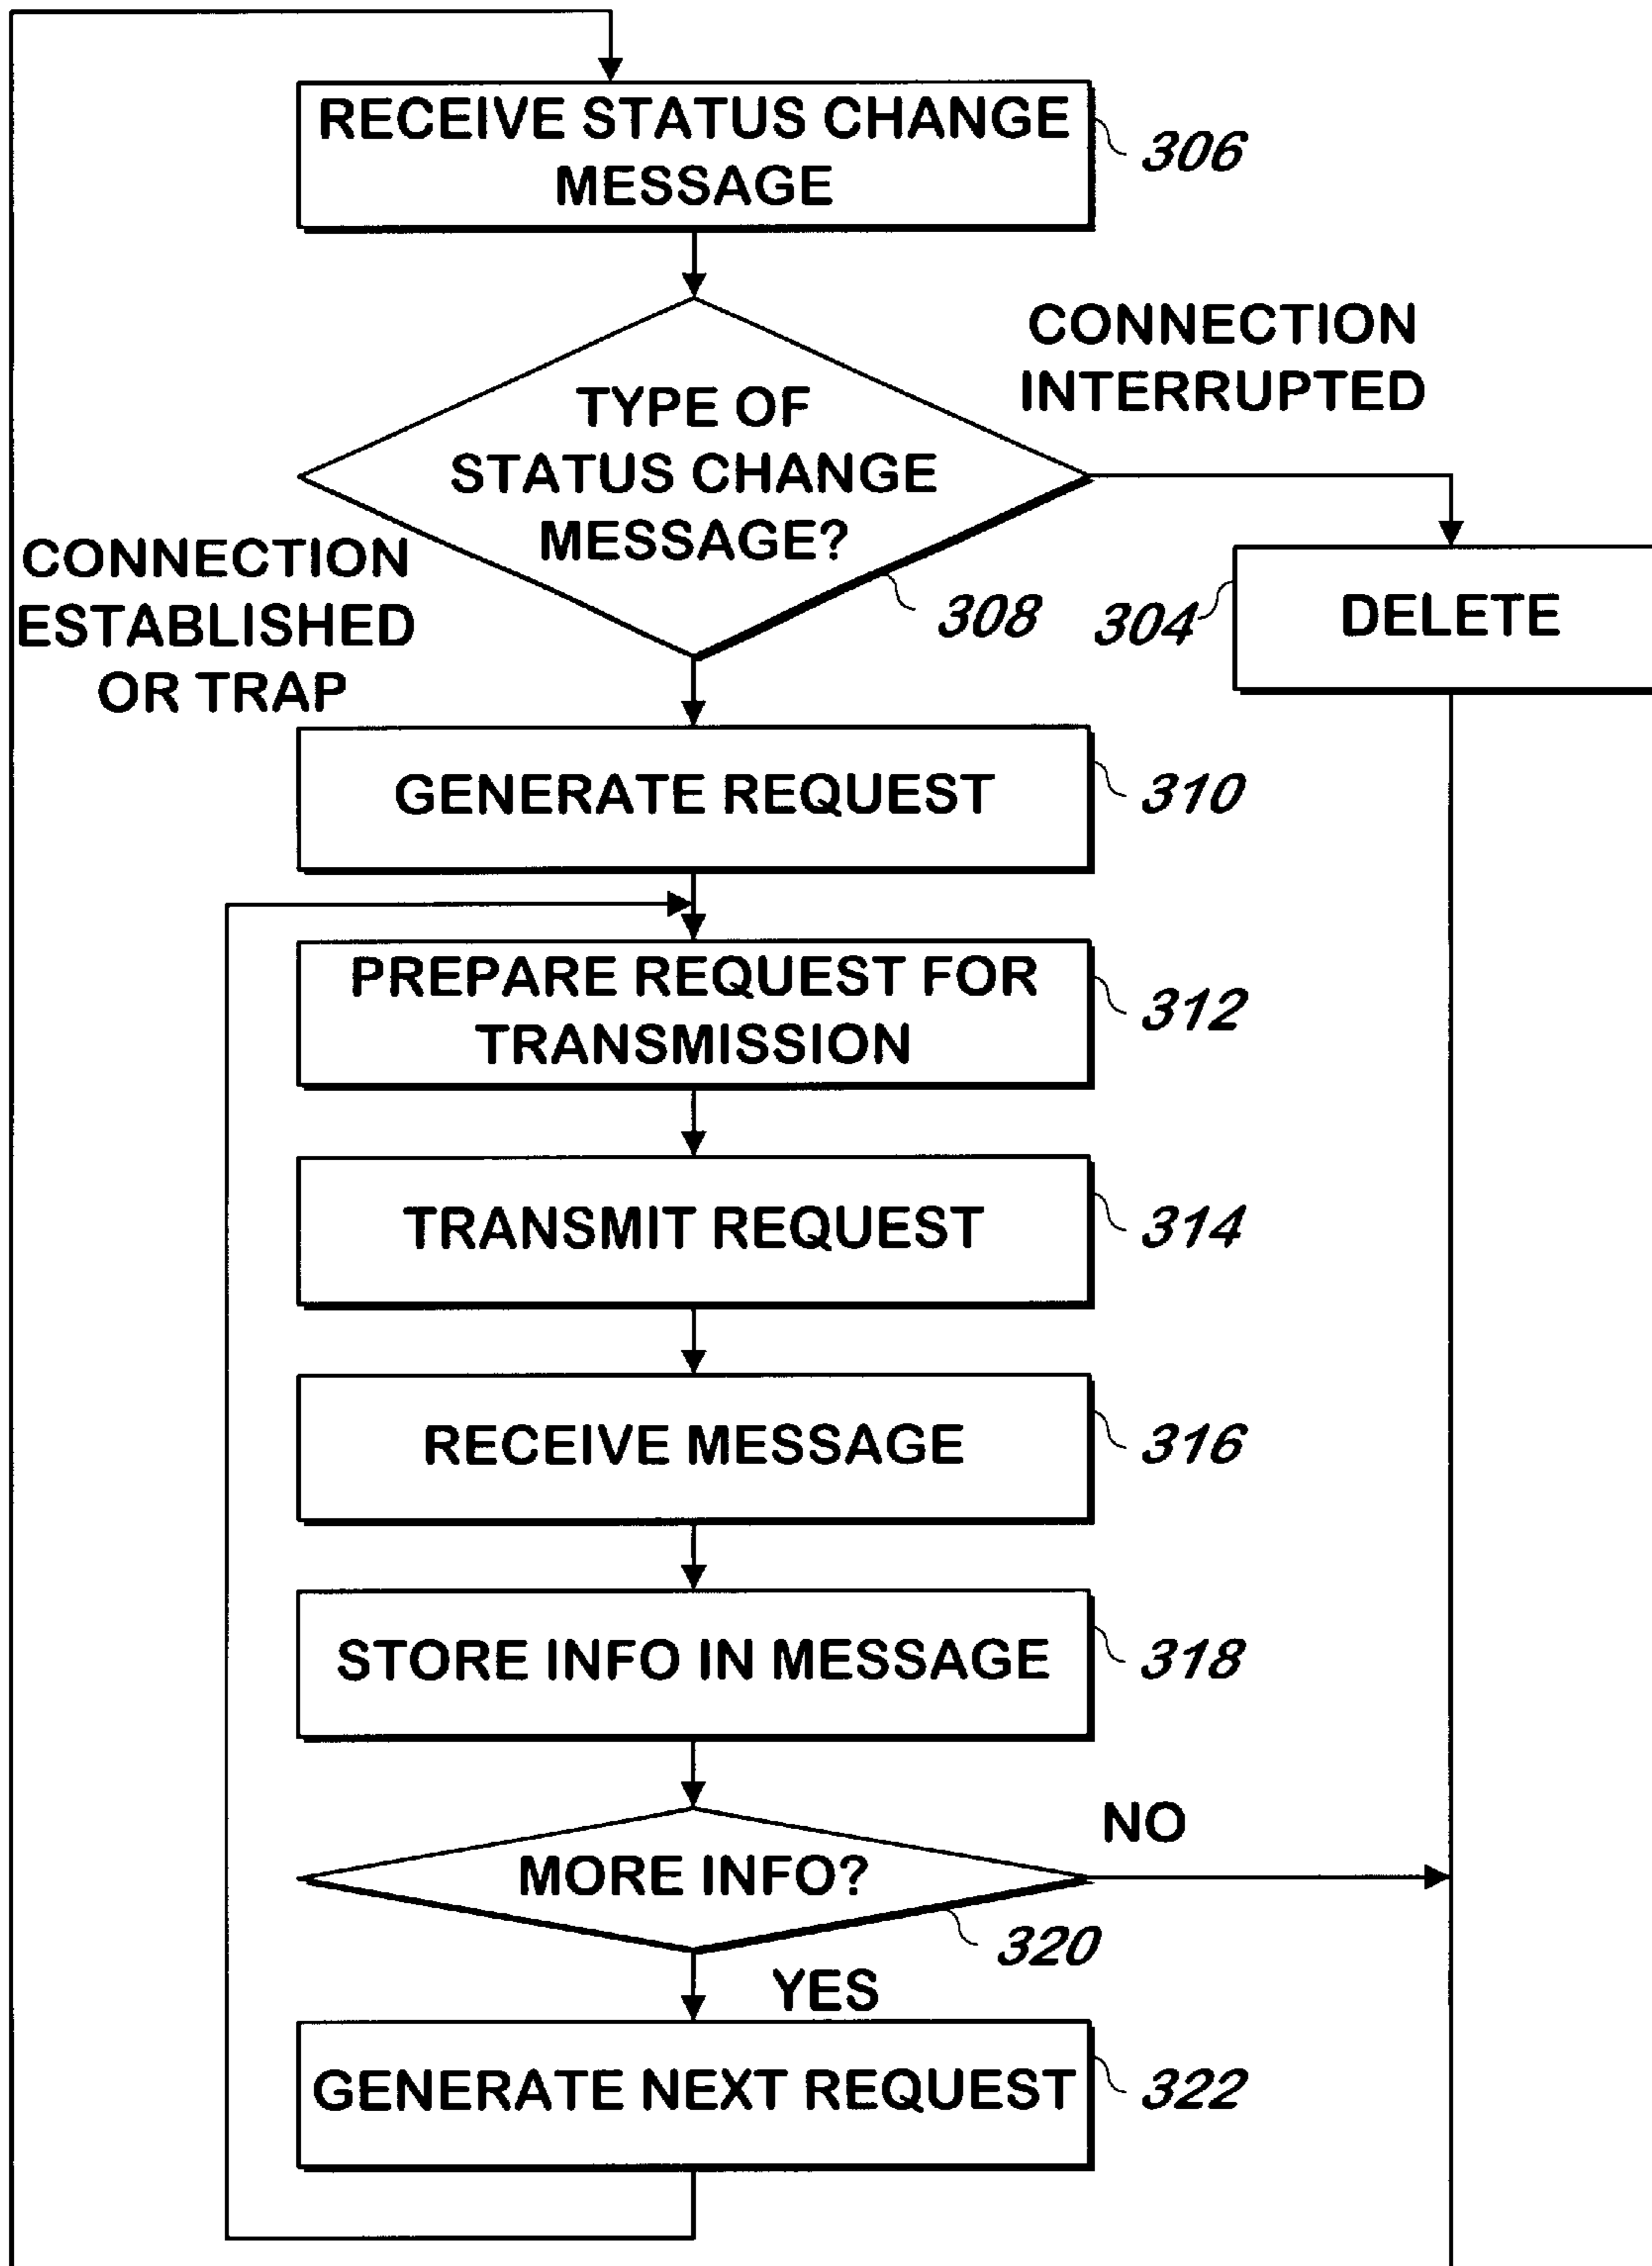 RECEIVE STATUS CHANGE
MESSAGE
306
CONNECTION
INTERRUPTED
TYPE OF
STATUS CHANGE
MESSAGE?
308
CONNECTION
ESTABLISHED
OR TRAP
304
DELETE
GENERATE REQUEST
310
PREPARE REQUEST FOR
TRANSMISSION
312
TRANSMIT REQUEST
314
RECEIVE MESSAGE
316
STORE INFO IN MESSAGE
318
MORE INFO?
NO
320
YES
GENERATE NEXT REQUEST
322